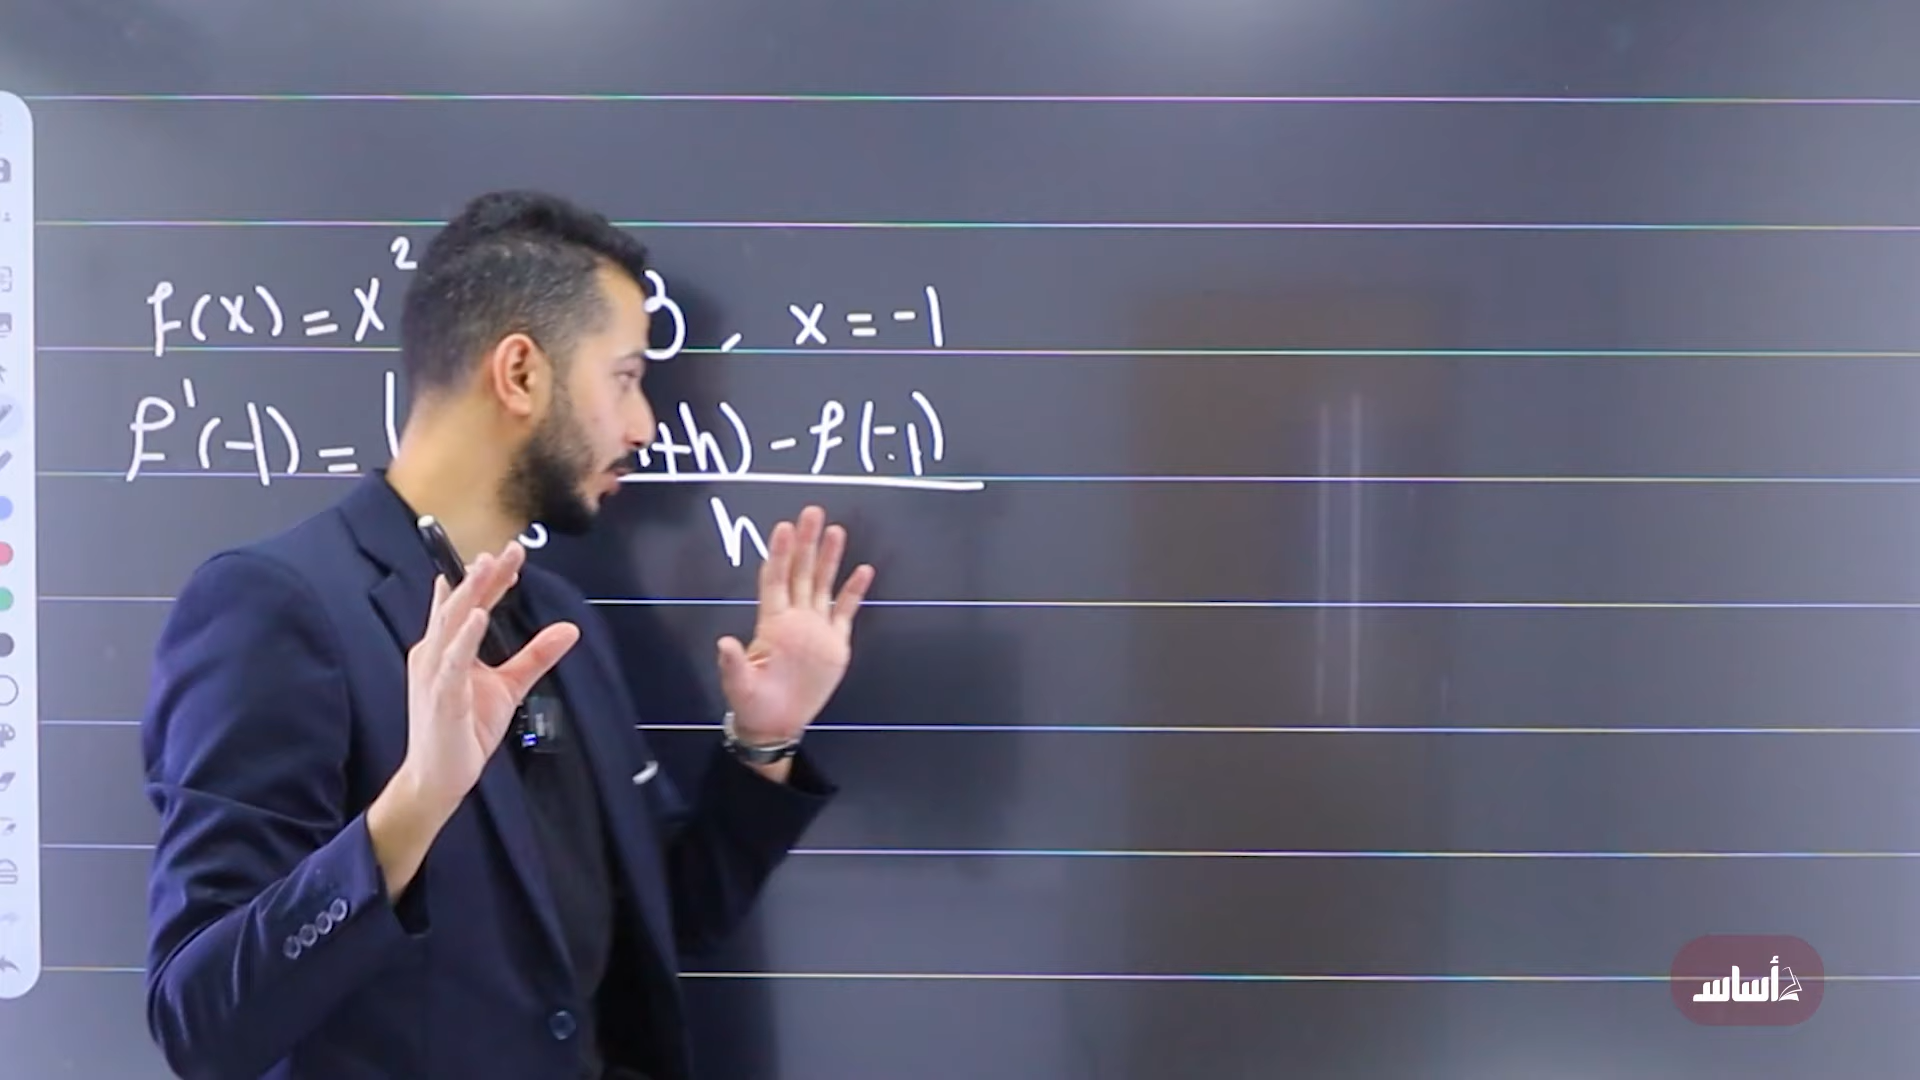 f(x) = x² 3 , x = -1
f'(-1) = +h) - f(-1)
h
أساس